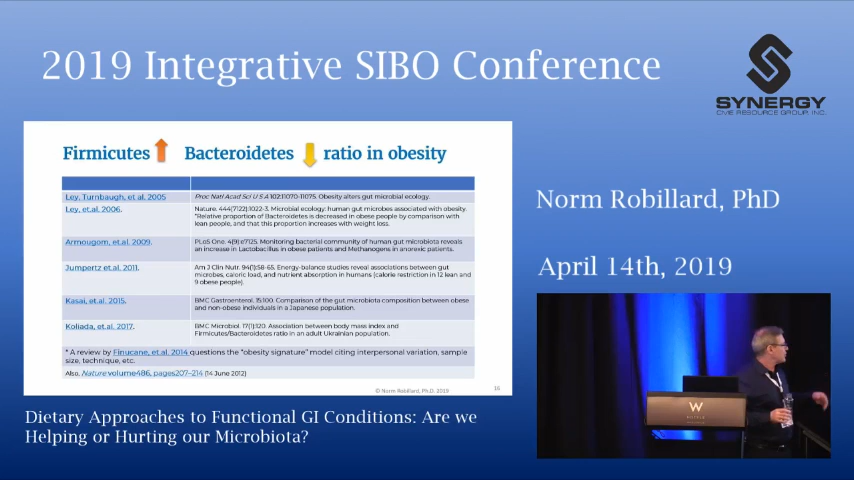 2019 Integrative SIBO Conference
SYNERGY
CME RESOURCE GROUP, INC.
Firmicutes Bacteroidetes ratio in obesity
Ley, Turnbaugh, et al. 2005 Proc Natl Acad Sci U S A 102:11070-11075. Obesity alters gut microbial ecology.
Ley, et.al. 2006. Nature. 444(7122):1022-3. Microbial ecology: human gut microbes associated with obesity.
"Relative proportion of Bacteroidetes is decreased in obese people by comparison with
lean people, and that this proportion increases with weight loss.
Armougom, et.al. 2009. PLoS One. 4(9):e7125. Monitoring bacterial community of human gut microbiota reveals
an increase in Lactobacillus in obese patients and Methanogens in anorexic patients.
Jumpertz et.al. 2011. Am J Clin Nutr. 94(1):58-65. Energy-balance studies reveal associations between gut
microbes, caloric load, and nutrient absorption in humans (calorie restriction in 12 lean and
9 obese people).
Kasai, et.al. 2015. BMC Gastroenterol. 15:100. Comparison of the gut microbiota composition between obese
and non-obese individuals in a Japanese population.
Koliada, et.al. 2017. BMC Microbiol. 17(1):120. Association between body mass index and
Firmicutes/Bacteroidetes ratio in an adult Ukrainian population.
* A review by Finucane, et.al. 2014 questions the "obesity signature" model citing interpersonal variation, sample
size, technique, etc.
Also, Nature volume486, pages207–214 (14 June 2012)
© Norm Robillard, Ph.D. 2019
Norm Robillard, PhD
April 14th, 2019
W
Dietary Approaches to Functional GI Conditions: Are we
Helping or Hurting our Microbiota?